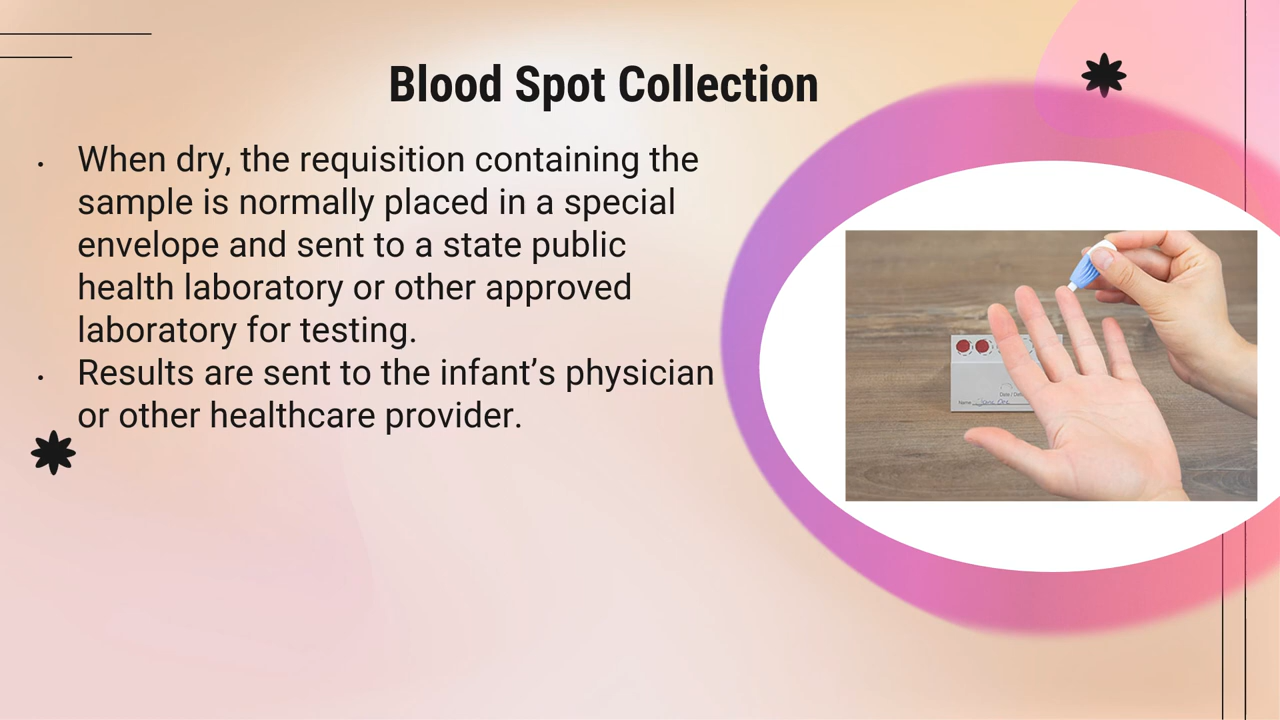 Blood Spot Collection
• When dry, the requisition containing the
sample is normally placed in a special
envelope and sent to a state public
health laboratory or other approved
laboratory for testing.
• Results are sent to the infant’s physician
or other healthcare provider.
Name